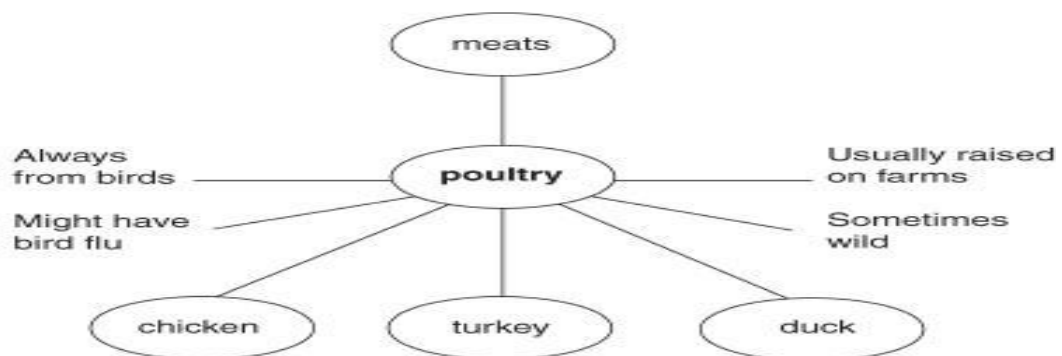 meats
Always
from birds
poultry
Usually raised
on farms
Might have
bird flu
Sometimes
wild
chicken
turkey
duck